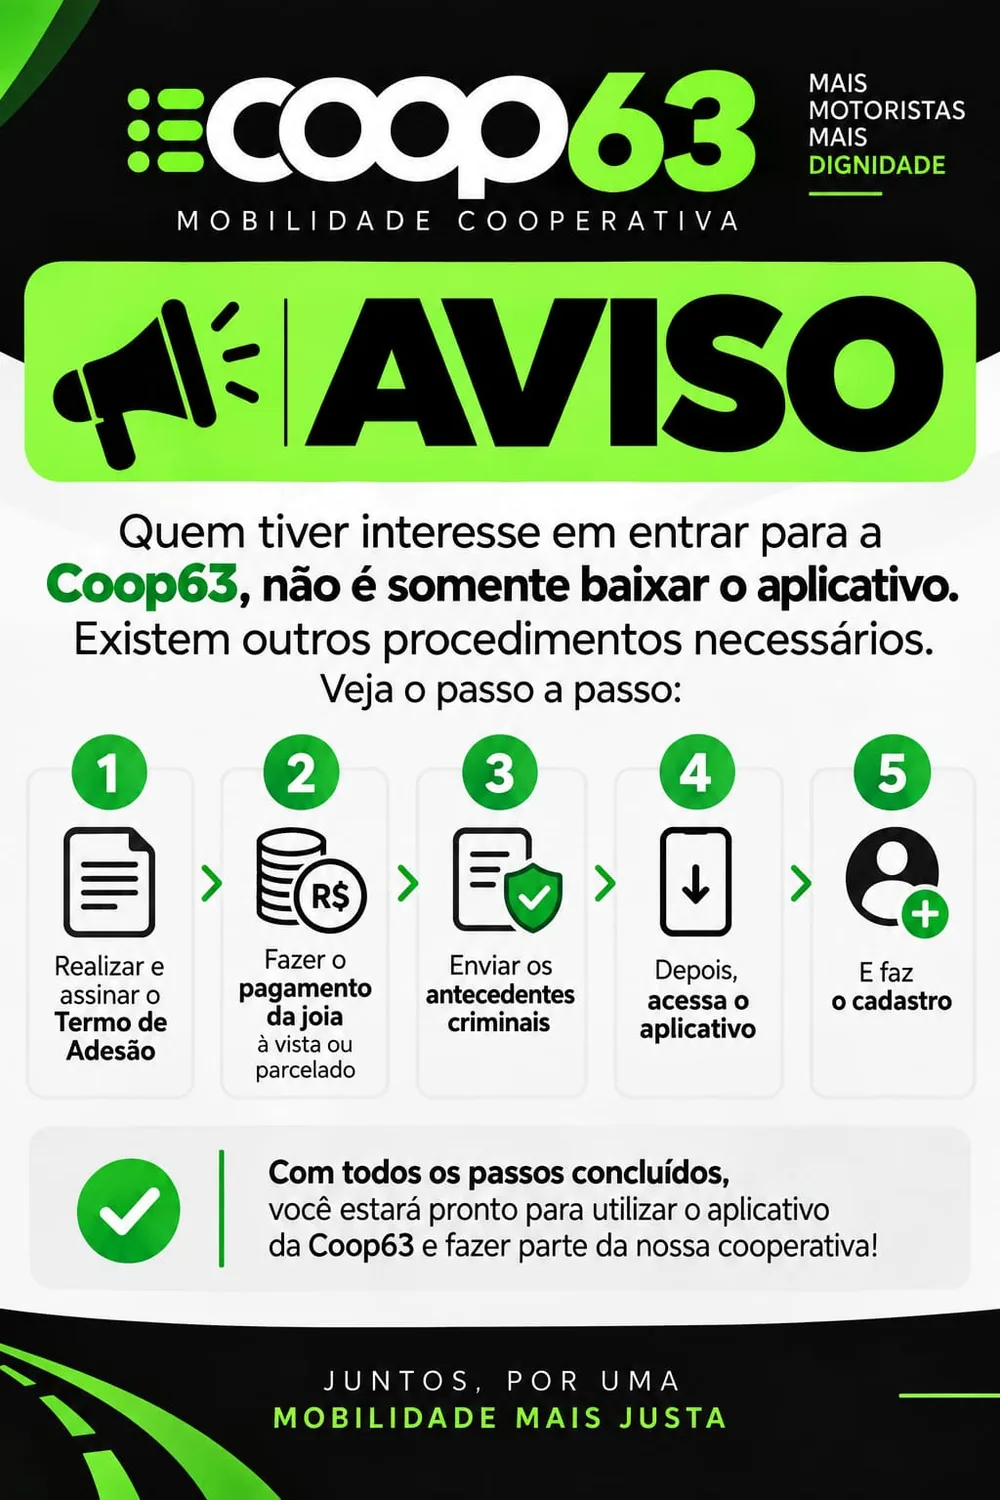 COOP63
MOBILIDADE COOPERATIVA
MAIS
MOTORISTAS
MAIS
DIGNIDADE
AVISO
Quem tiver interesse em entrar para a
Coop63, não é somente baixar o aplicativo.
Existem outros procedimentos necessários.
Veja o passo a passo:
1
Realizar e
assinar o
Termo de
Adesão
2
R$
Fazer o
pagamento
da joia
à vista ou
parcelado
3
Enviar os
antecedentes
criminais
4
Depois,
acessa o
aplicativo
5
E faz
o cadastro
Com todos os passos concluídos,
você estará pronto para utilizar o aplicativo
da Coop63 e fazer parte da nossa cooperativa!
JUNTOS, POR UMA
MOBILIDADE MAIS JUSTA